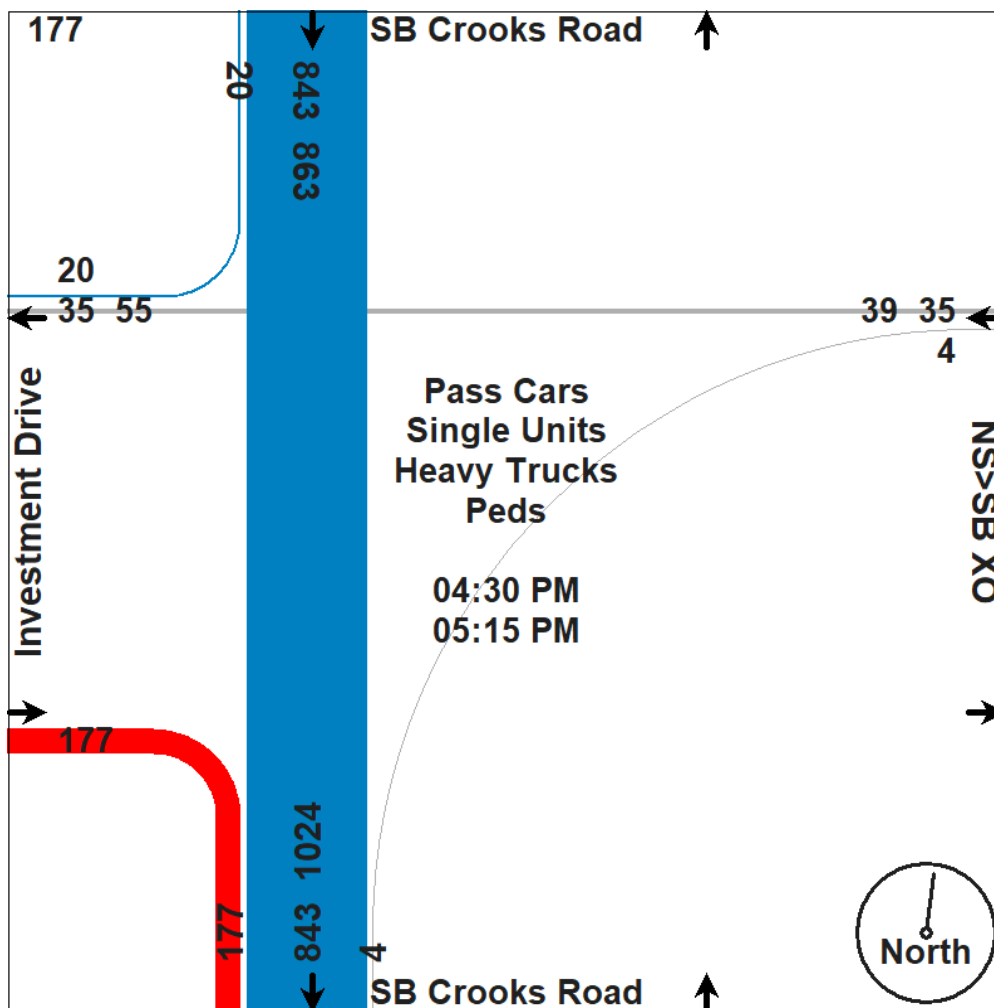 177
SB Crooks Road
20
843 863
20
35 55
39 35
4
Pass Cars
Single Units
Heavy Trucks
Peds
04:30 PM
05:15 PM
Investment Drive
NS>SB XO
177
177
843 1024
4
North
SB Crooks Road